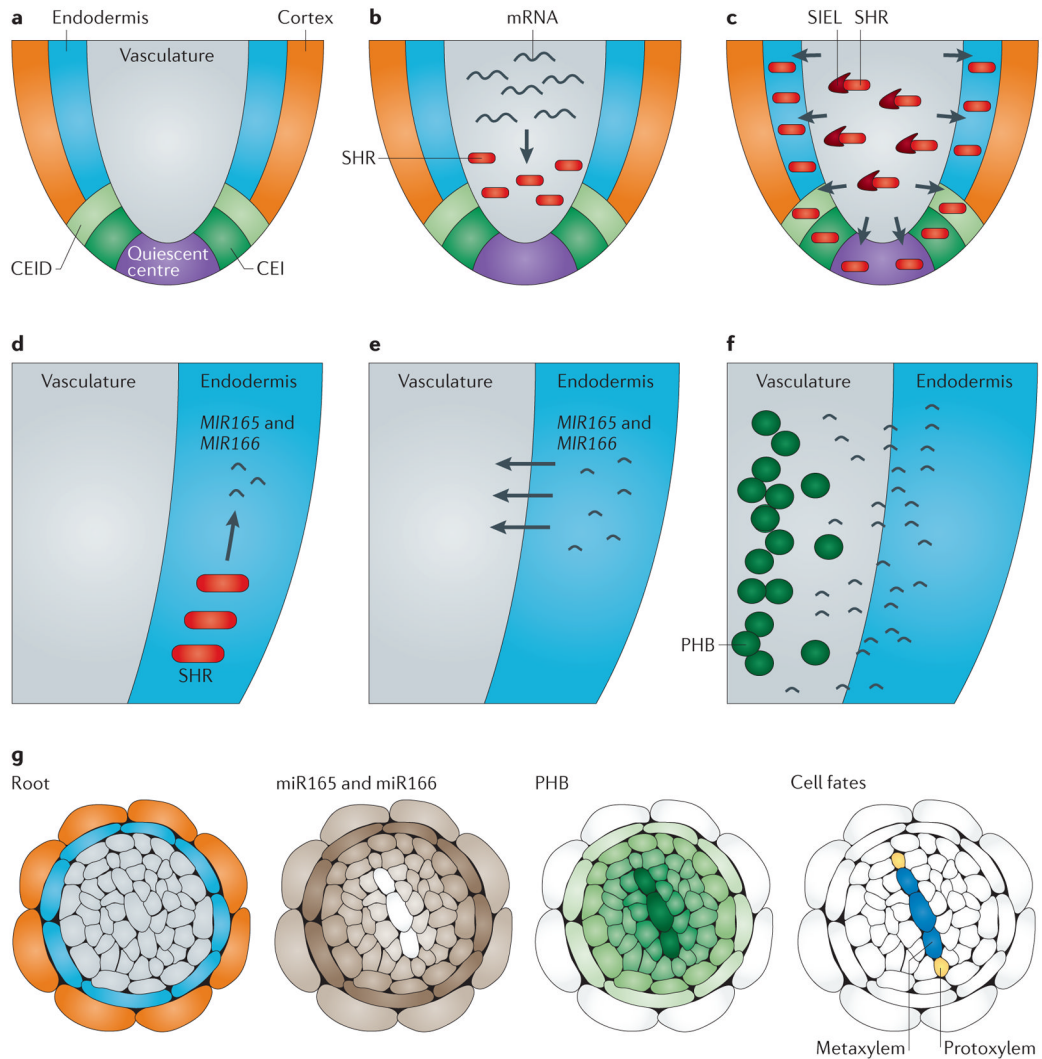 a
Endodermis
Cortex
Vasculature
CEID
Quiescent
centre
CEI
b
mRNA
SHR
c
SIEL
SHR
d
Vasculature
Endodermis
MIR165 and
MIR166
SHR
e
Vasculature
Endodermis
MIR165 and
MIR166
f
Vasculature
Endodermis
PHB
g
Root
miR165 and miR166
PHB
Cell fates
Metaxylem
Protoxylem